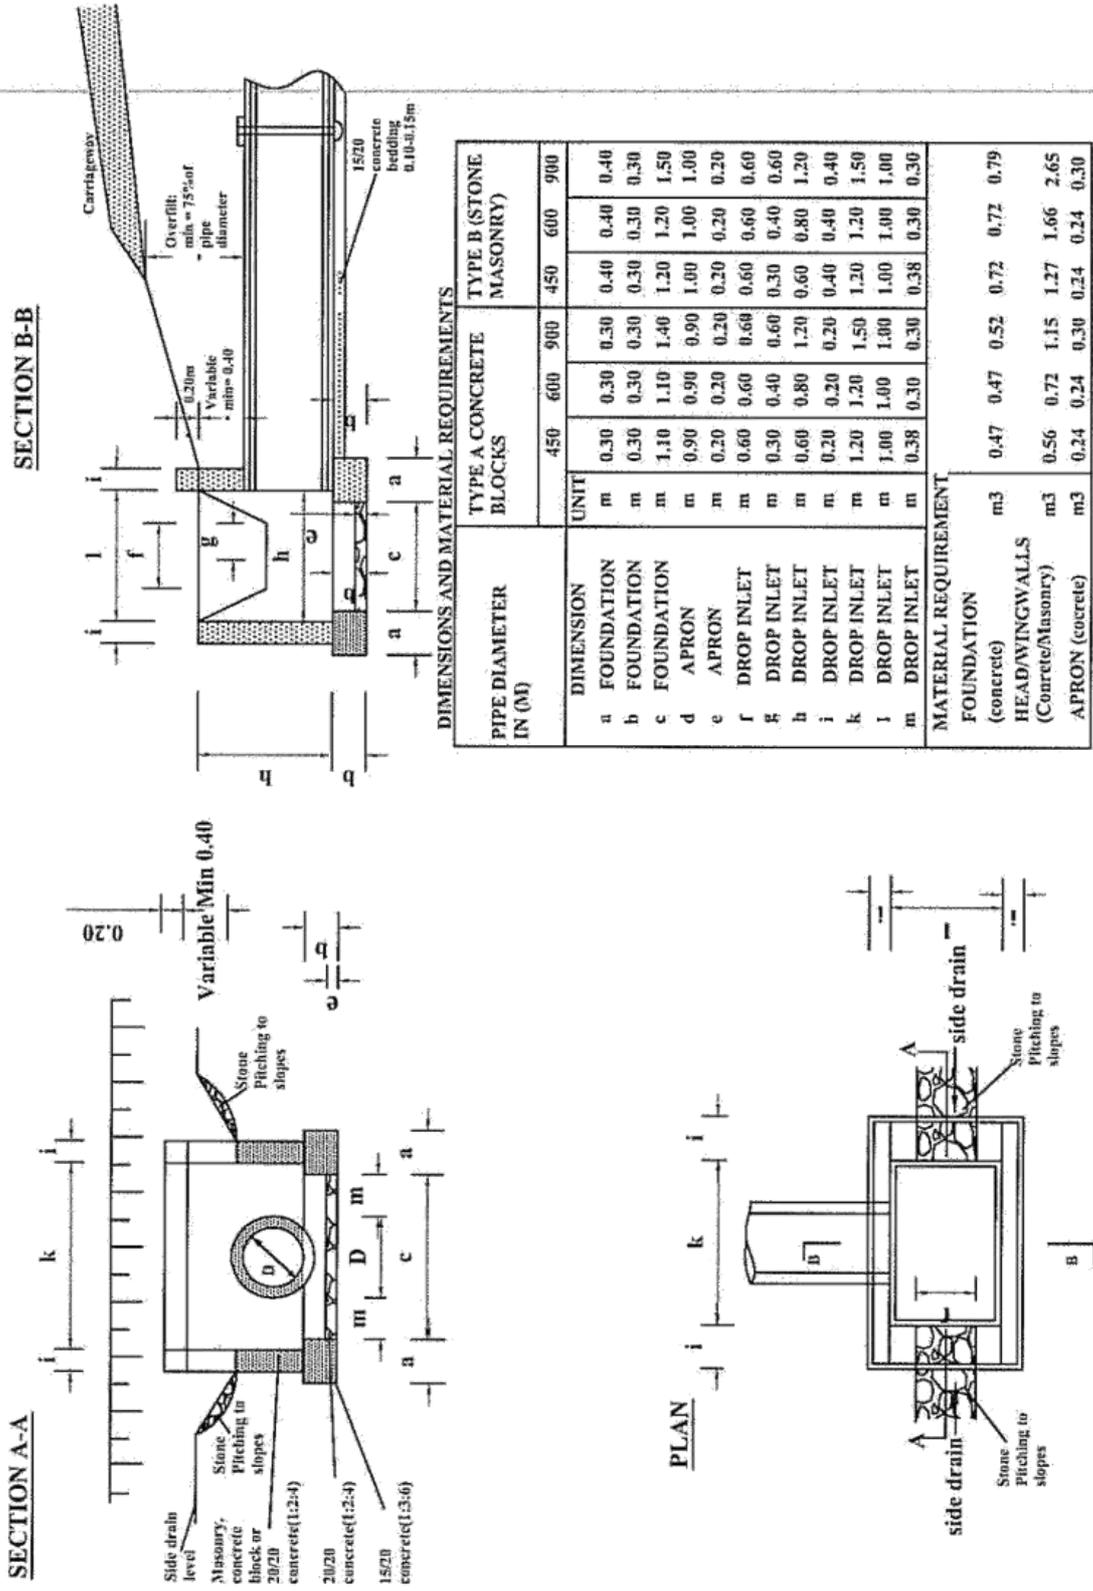 SECTION A-A
0.20
Variable Min 0.40
i
k
i
Side drain
level
Stone
Pitching to
slopes
Stone
Pitching to
slopes
D
Masonry,
concrete
block or
20/20
concrete(1:2:4)
20/20
concrete(1:2:4)
15/20
concrete(1:3:6)
b
e
m
D
m
a
c
a
SECTION B-B
Carriageway
Overfill:
min = 75%of
pipe
diameter
0.20m
Variable
min= 0.40
i
l
i
f
g
h
e
b
h
b
b
a
c
a
15/20
concrete
bedding
0.10-0.15m
DIMENSIONS AND MATERIAL REQUIREMENTS
PIPE DIAMETER IN (M) TYPE A CONCRETE BLOCKS TYPE B (STONE MASONRY)
450 600 900 450 600 900
DIMENSION UNIT
a FOUNDATION m 0.30 0.30 0.30 0.40 0.40 0.40
b FOUNDATION m 0.30 0.30 0.30 0.30 0.30 0.30
c FOUNDATION m 1.10 1.10 1.40 1.20 1.20 1.50
d APRON m 0.90 0.90 0.90 1.00 1.00 1.00
e APRON m 0.20 0.20 0.20 0.20 0.20 0.20
f DROP INLET m 0.60 0.60 0.60 0.60 0.60 0.60
g DROP INLET m 0.30 0.40 0.60 0.30 0.40 0.60
h DROP INLET m 0.60 0.80 1.20 0.60 0.80 1.20
i DROP INLET m 0.20 0.20 0.20 0.40 0.40 0.40
k DROP INLET m 1.20 1.20 1.50 1.20 1.20 1.50
l DROP INLET m 1.00 1.00 1.00 1.00 1.00 1.00
m DROP INLET m 0.38 0.30 0.30 0.38 0.30 0.30
MATERIAL REQUIREMENT
FOUNDATION
(concrete) m3 0.47 0.47 0.52 0.72 0.72 0.79
HEAD/WINGWALLS
(Concrete/Masonry) m3 0.56 0.72 1.15 1.27 1.66 2.65
APRON (cocrete) m3 0.24 0.24 0.30 0.24 0.24 0.30
PLAN
i
k
i
B
A
A
side drain
side drain
Stone
Pitching to
slopes
Stone
Pitching to
slopes
i
l
i
B